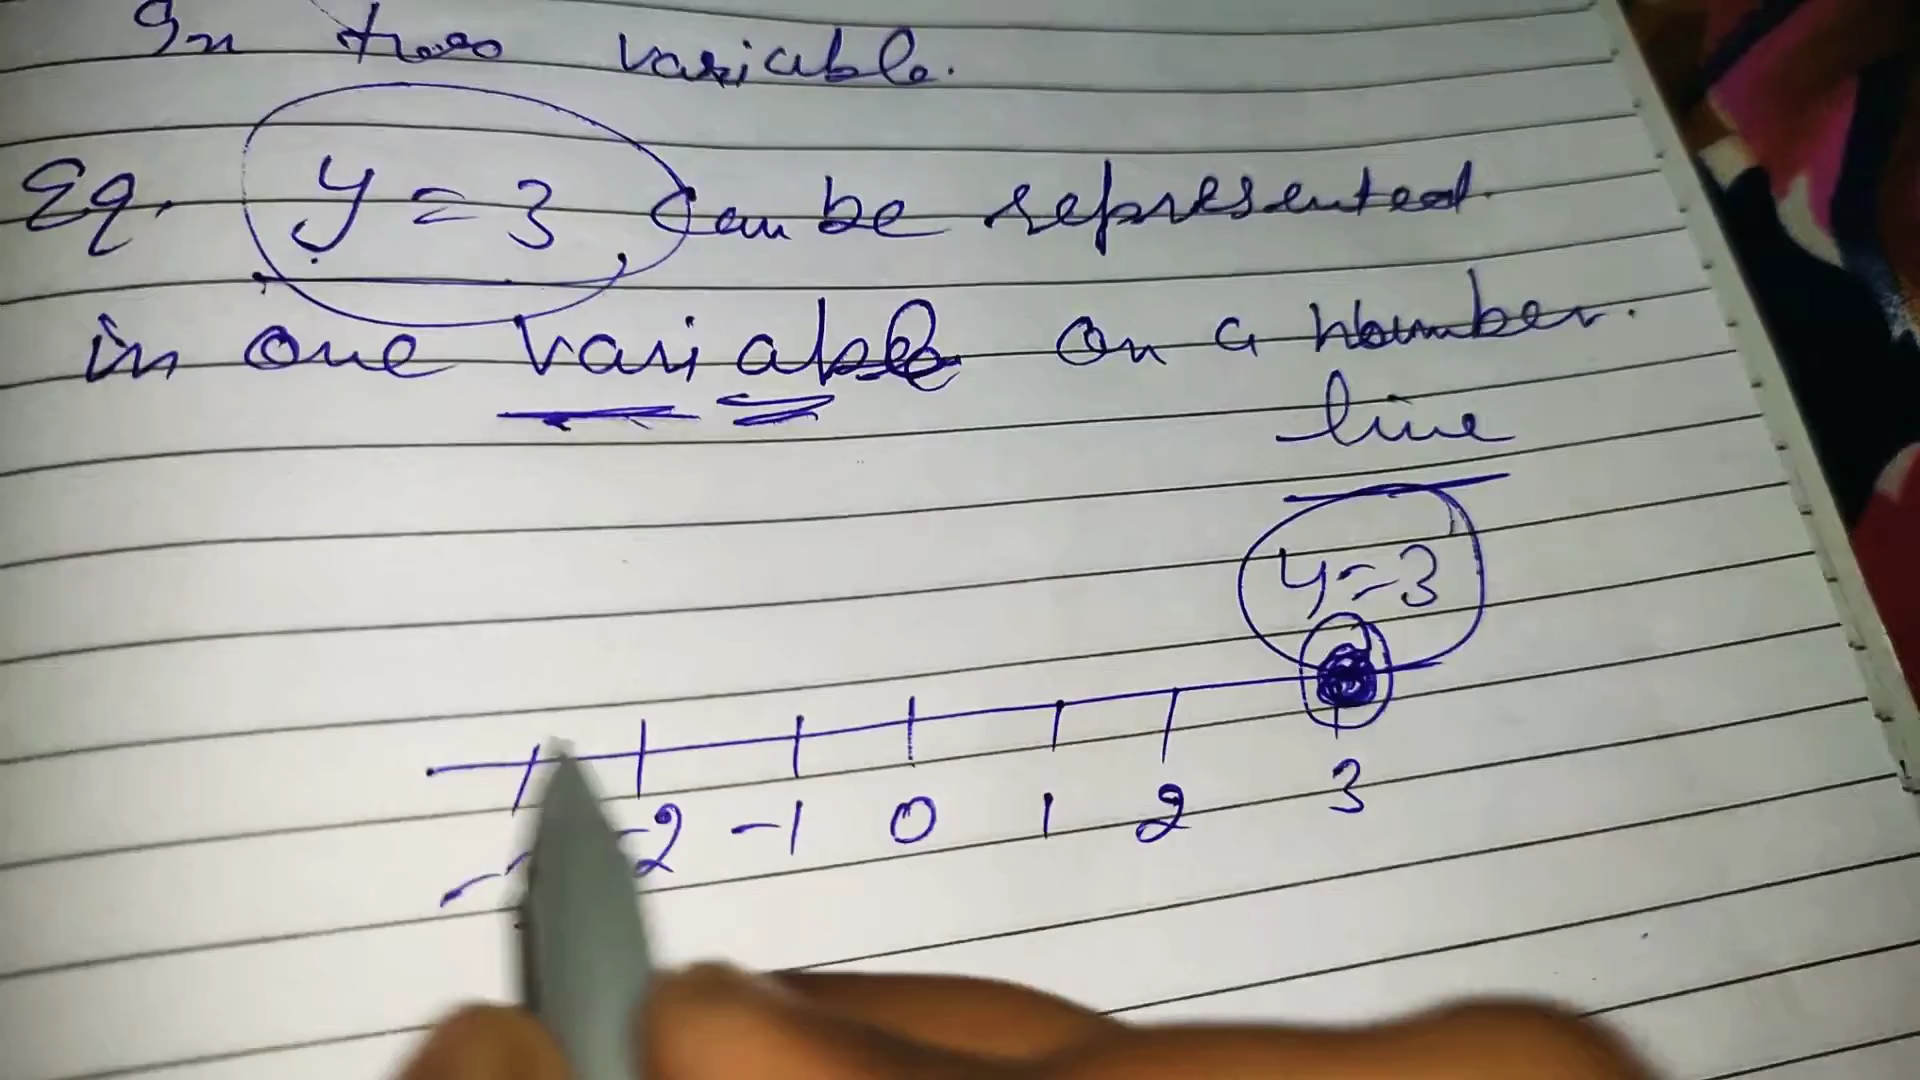 In two variable.
Eq. y = 3 can be represented
in one variable on a number
line
y=3
-2 -1 0 1 2 3